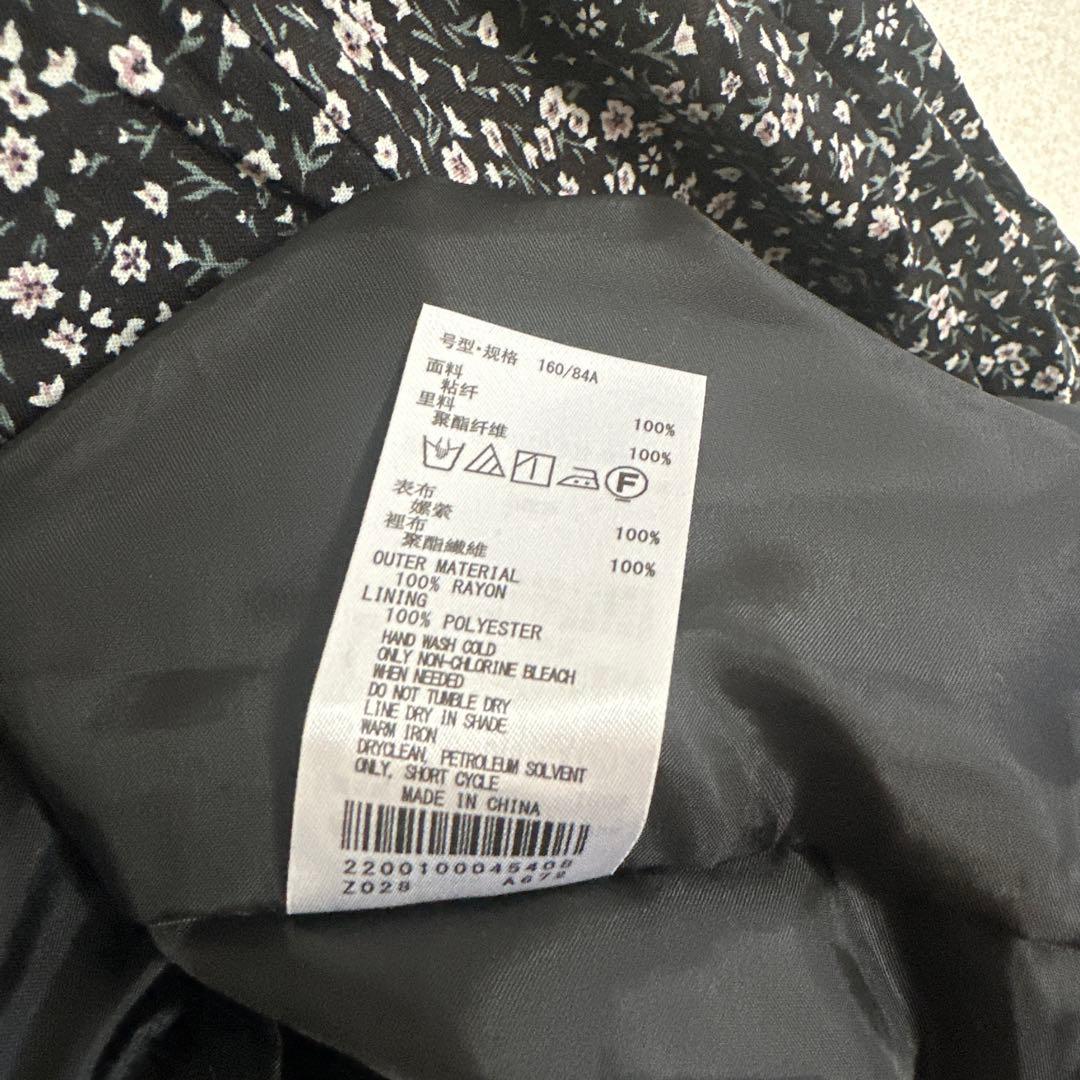 号型·规格 160/84A
面料
粘纤 100%
里料
聚酯纤维 100%
F
表布
嫘縈 100%
裡布
聚酯纖維 100%
OUTER MATERIAL
100% RAYON
LINING
100% POLYESTER
HAND WASH COLD
ONLY NON-CHLORINE BLEACH
WHEN NEEDED
DO NOT TUMBLE DRY
LINE DRY IN SHADE
WARM IRON
DRYCLEAN, PETROLEUM SOLVENT
ONLY, SHORT CYCLE
MADE IN CHINA
2200100045408
Z028 A672